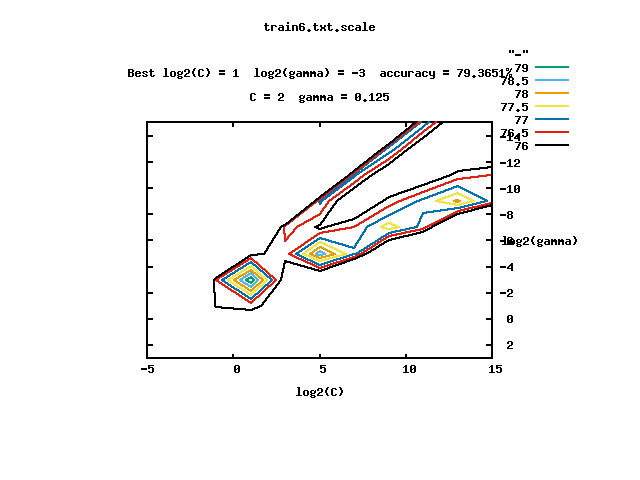 train6.txt.scale
"-"
Best log2(C) = 1  log2(gamma) = -3  accuracy = 79.3651%
79
78.5
C = 2  gamma = 0.125
78
77.5
77
76.5
76
-14
-12
-10
-8
-6
log2(gamma)
-4
-2
0
2
-5 0 5 10 15
log2(C)